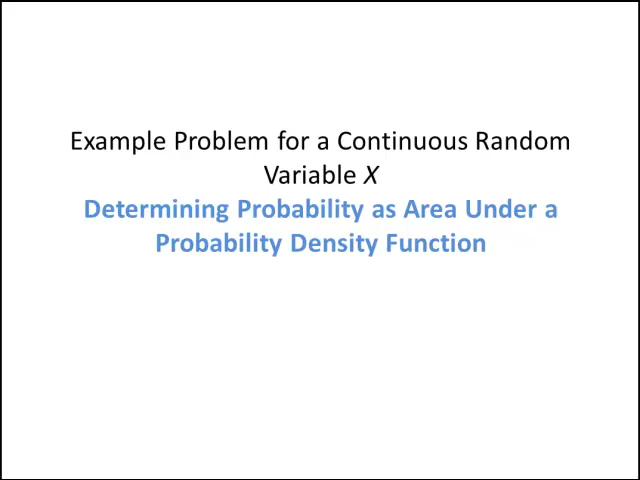 Example Problem for a Continuous Random
Variable X
Determining Probability as Area Under a
Probability Density Function